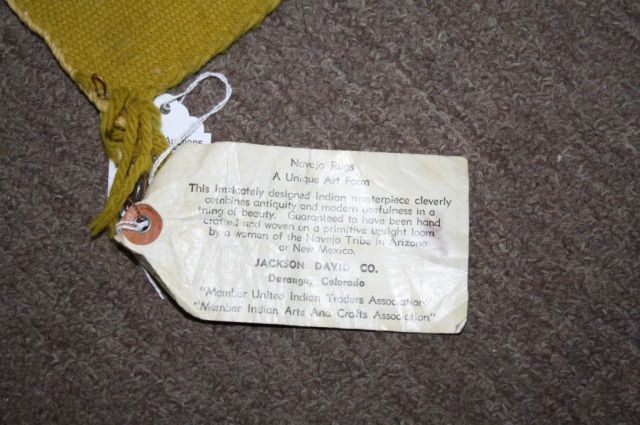 Auctions
Navajo Rugs
A Unique Art Form
This intricately designed Indian masterpiece cleverly
combines antiquity and modern usefulness in a
thing of beauty. Guaranteed to have been hand
crafted and woven on a primitive upright loom
by a woman of the Navajo Tribe in Arizona
or New Mexico.
JACKSON DAVID CO.
Durango, Colorado
"Member United Indian Traders Association"
"Member Indian Arts And Crafts Association"